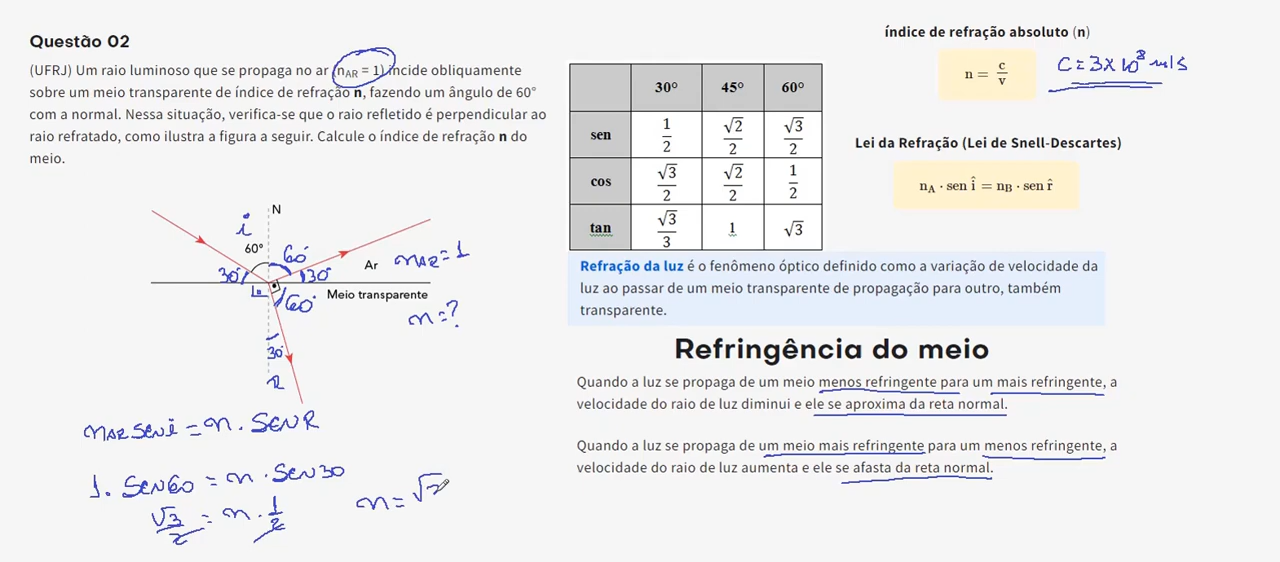 Questão 02
(UFRJ) Um raio luminoso que se propaga no ar (nAR = 1) incide obliquamente
sobre um meio transparente de índice de refração n, fazendo um ângulo de 60°
com a normal. Nessa situação, verifica-se que o raio refletido é perpendicular ao
raio refratado, como ilustra a figura a seguir. Calcule o índice de refração n do
meio.
N
i
60°
60°
30°
30°
Ar
nAR = 1
Meio transparente
60°
n = ?
30°
R
nAR SEN i = n . SEN R
1. SEN60 = n . SEN 30
√3/2 = n . 1/2
n = √3
30° 45° 60°
sen 1/2 √2/2 √3/2
cos √3/2 √2/2 1/2
tan √3/3 1 √3
índice de refração absoluto (n)
n = c/v
C = 3 x 10⁸ m/s
Lei da Refração (Lei de Snell-Descartes)
nA · sen î = nB · sen r̂
Refração da luz é o fenômeno óptico definido como a variação de velocidade da
luz ao passar de um meio transparente de propagação para outro, também
transparente.
Refringência do meio
Quando a luz se propaga de um meio menos refringente para um mais refringente, a
velocidade do raio de luz diminui e ele se aproxima da reta normal.
Quando a luz se propaga de um meio mais refringente para um menos refringente, a
velocidade do raio de luz aumenta e ele se afasta da reta normal.